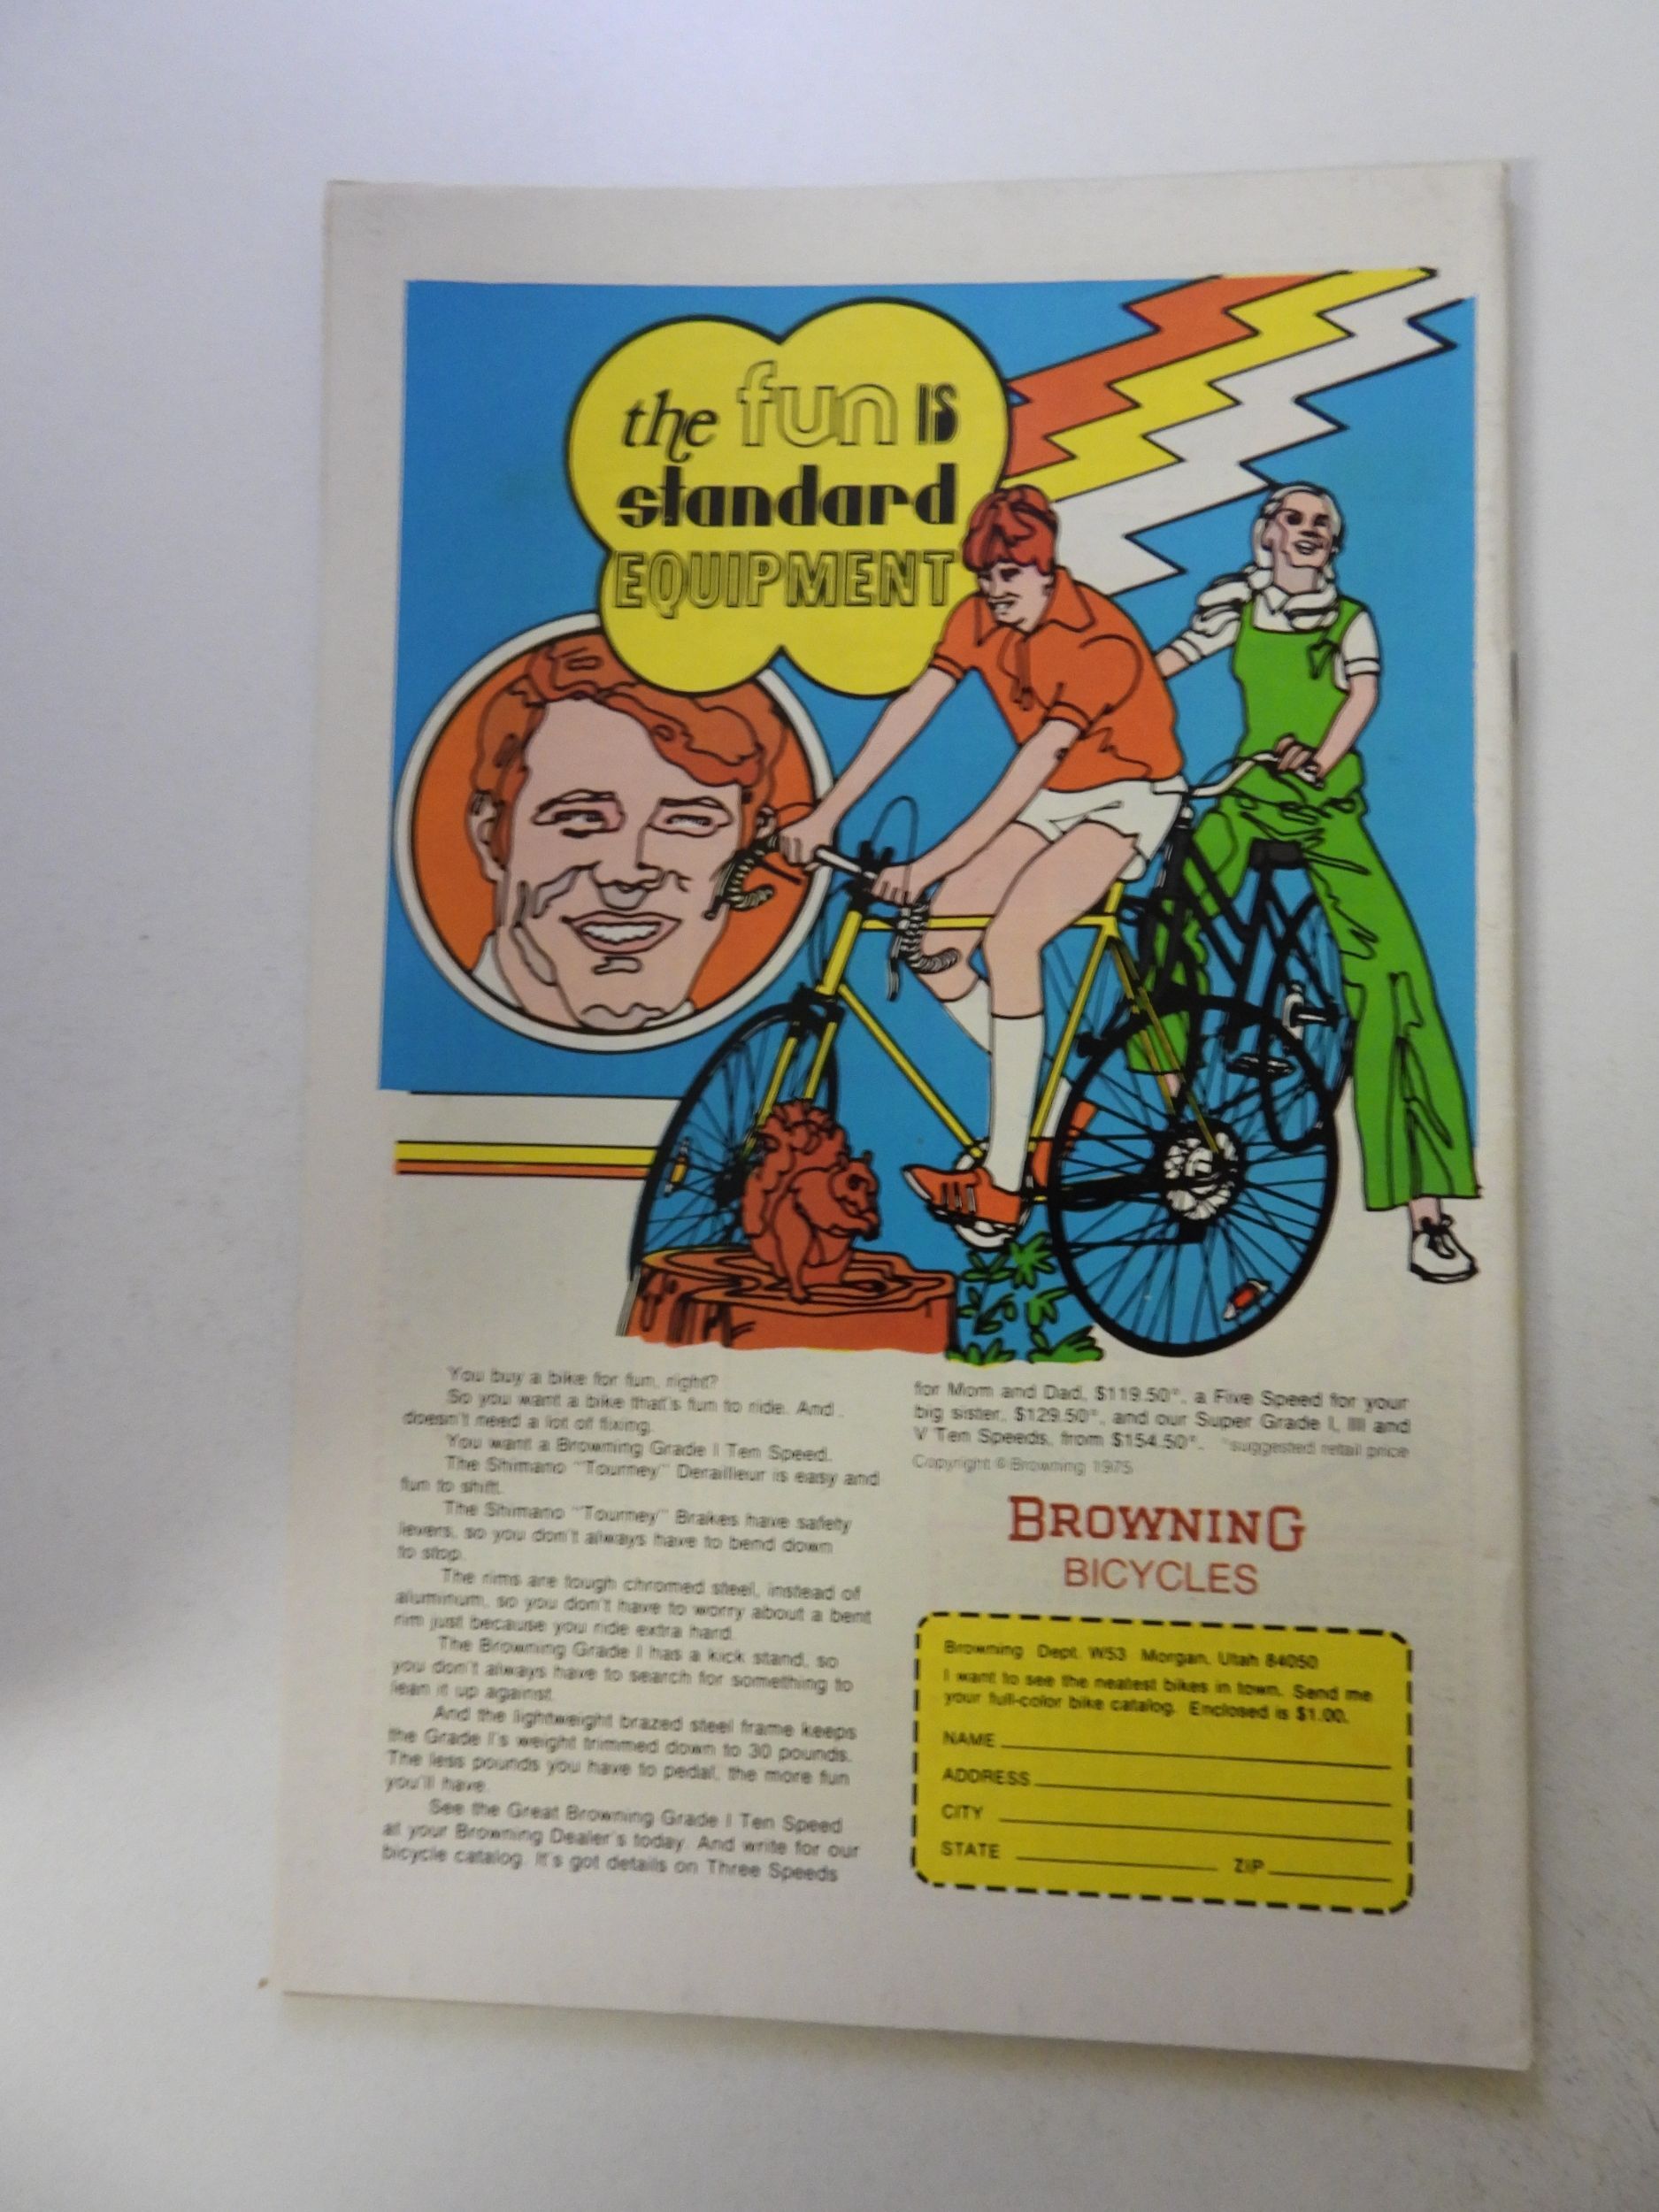 the fun IS
standard
EQUIPMENT
You buy a bike for fun, right?
So you want a bike that's fun to ride. And
doesn't need a lot of fixing.
You want a Browning Grade I Ten Speed.
The Shimano "Tourney" Derailleur is easy and
fun to shift.
The Shimano "Tourney" Brakes have safety
levers, so you don't always have to bend down
to stop.
The rims are tough chromed steel, instead of
aluminum, so you don't have to worry about a bent
rim just because you ride extra hard.
The Browning Grade I has a kick stand, so
you don't always have to search for something to
lean it up against.
And the lightweight brazed steel frame keeps
the Grade I's weight trimmed down to 30 pounds.
The less pounds you have to pedal, the more fun
you'll have.
See the Great Browning Grade I Ten Speed
at your Browning Dealer's today. And write for our
bicycle catalog. It's got details on Three Speeds
for Mom and Dad, $119.50*, a Five Speed for your
big sister, $129.50*, and our Super Grade I, III and
V Ten Speeds, from $154.50*. *suggested retail price
Copyright © Browning 1975
BROWNING
BICYCLES
Browning Dept. W53 Morgan, Utah 84050
I want to see the neatest bikes in town. Send me
your full-color bike catalog. Enclosed is $1.00.
NAME
ADDRESS
CITY
STATE ZIP